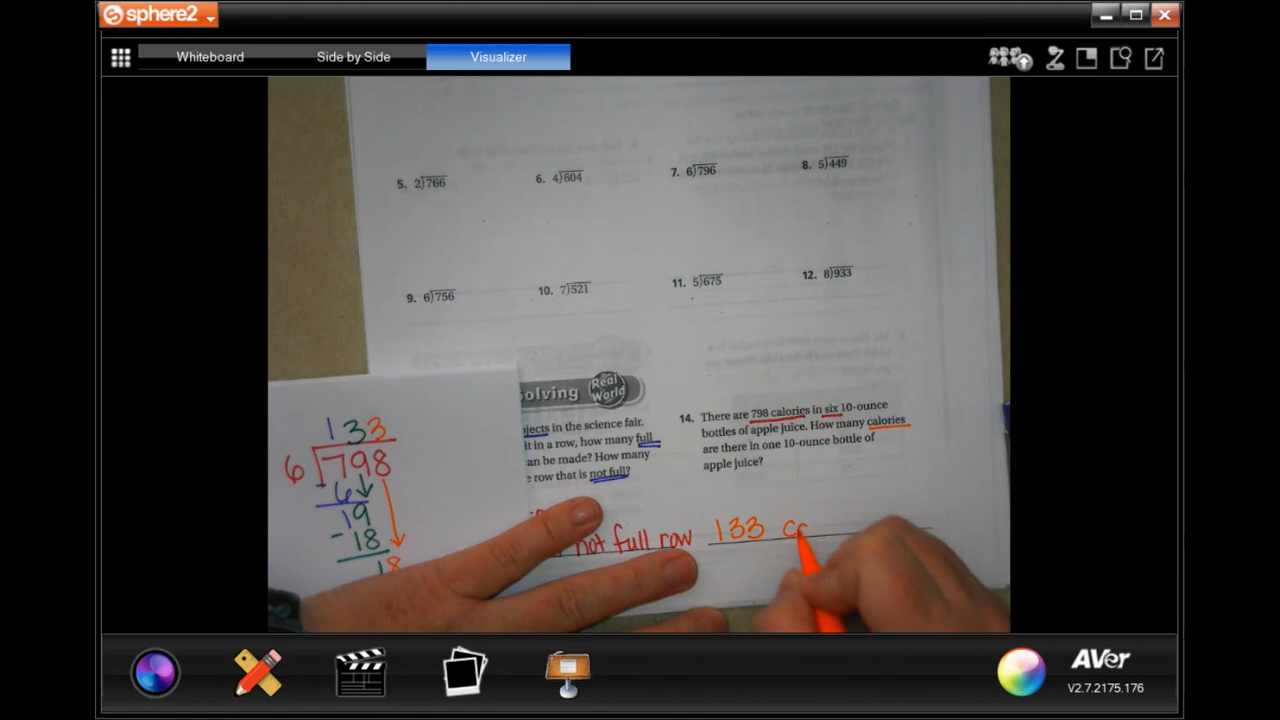 sphere2
Whiteboard
Side by Side
Visualizer
5. 2)766
6. 4)604
7. 6)796
8. 5)449
9. 6)756
10. 7)521
11. 5)675
12. 8)933
olving Real World
jects in the science fair.
it in a row, how many full
an be made? How many
e row that is not full?
not full row
14. There are 798 calories in six 10-ounce
bottles of apple juice. How many calories
are there in one 10-ounce bottle of
apple juice?
133 ca
133
6)798
-6
19
-18
18
AVer
V2.7.2175.176